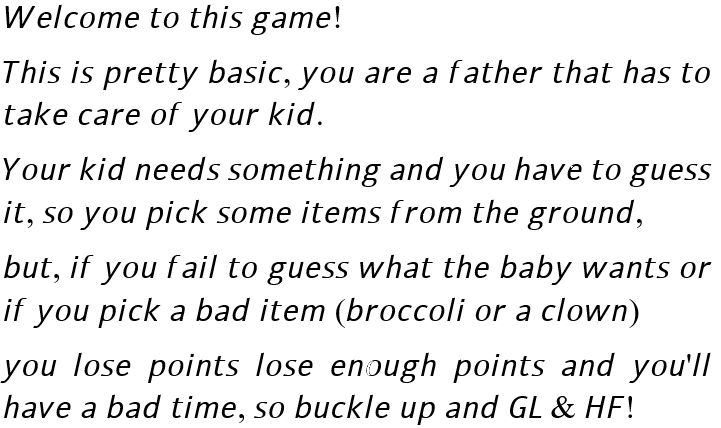 Welcome to this game!
This is pretty basic, you are a father that has to
take care of your kid.
Your kid needs something and you have to guess
it, so you pick some items from the ground,
but, if you fail to guess what the baby wants or
if you pick a bad item (broccoli or a clown)
you lose points lose enough points and you'll
have a bad time, so buckle up and GL & HF!